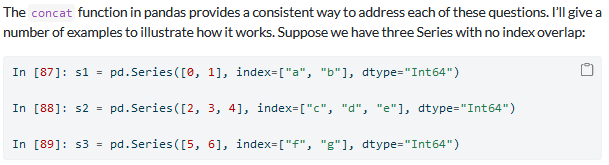 The concat function in pandas provides a consistent way to address each of these questions. I'll give a
number of examples to illustrate how it works. Suppose we have three Series with no index overlap:
In [87]: s1 = pd.Series([0, 1], index=["a", "b"], dtype="Int64")
In [88]: s2 = pd.Series([2, 3, 4], index=["c", "d", "e"], dtype="Int64")
In [89]: s3 = pd.Series([5, 6], index=["f", "g"], dtype="Int64")